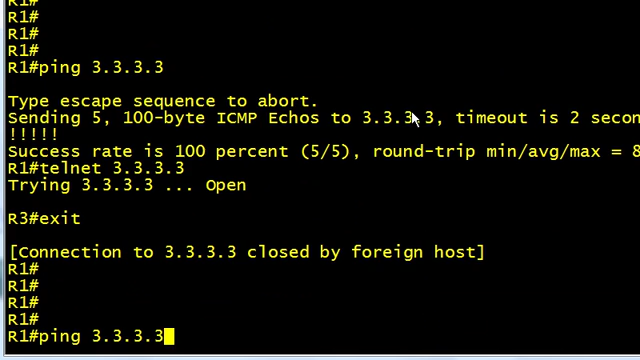 R1#
R1#
R1#
R1#
R1#ping 3.3.3.3
Type escape sequence to abort.
Sending 5, 100-byte ICMP Echos to 3.3.3.3, timeout is 2 secon
!!!!!
Success rate is 100 percent (5/5), round-trip min/avg/max = 8
R1#telnet 3.3.3.3
Trying 3.3.3.3 ... Open
R3#exit
[Connection to 3.3.3.3 closed by foreign host]
R1#
R1#
R1#
R1#
R1#ping 3.3.3.3